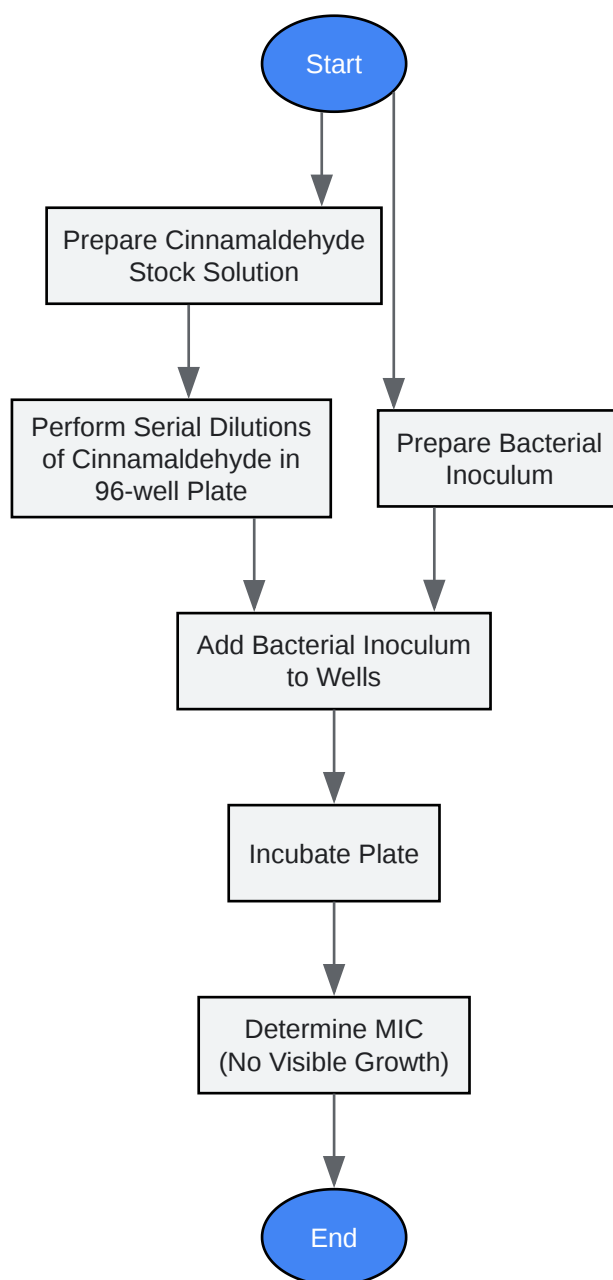 Start
Prepare Cinnamaldehyde
Stock Solution
Perform Serial Dilutions
of Cinnamaldehyde in
96-well Plate
Prepare Bacterial
Inoculum
Add Bacterial Inoculum
to Wells
Incubate Plate
Determine MIC
(No Visible Growth)
End